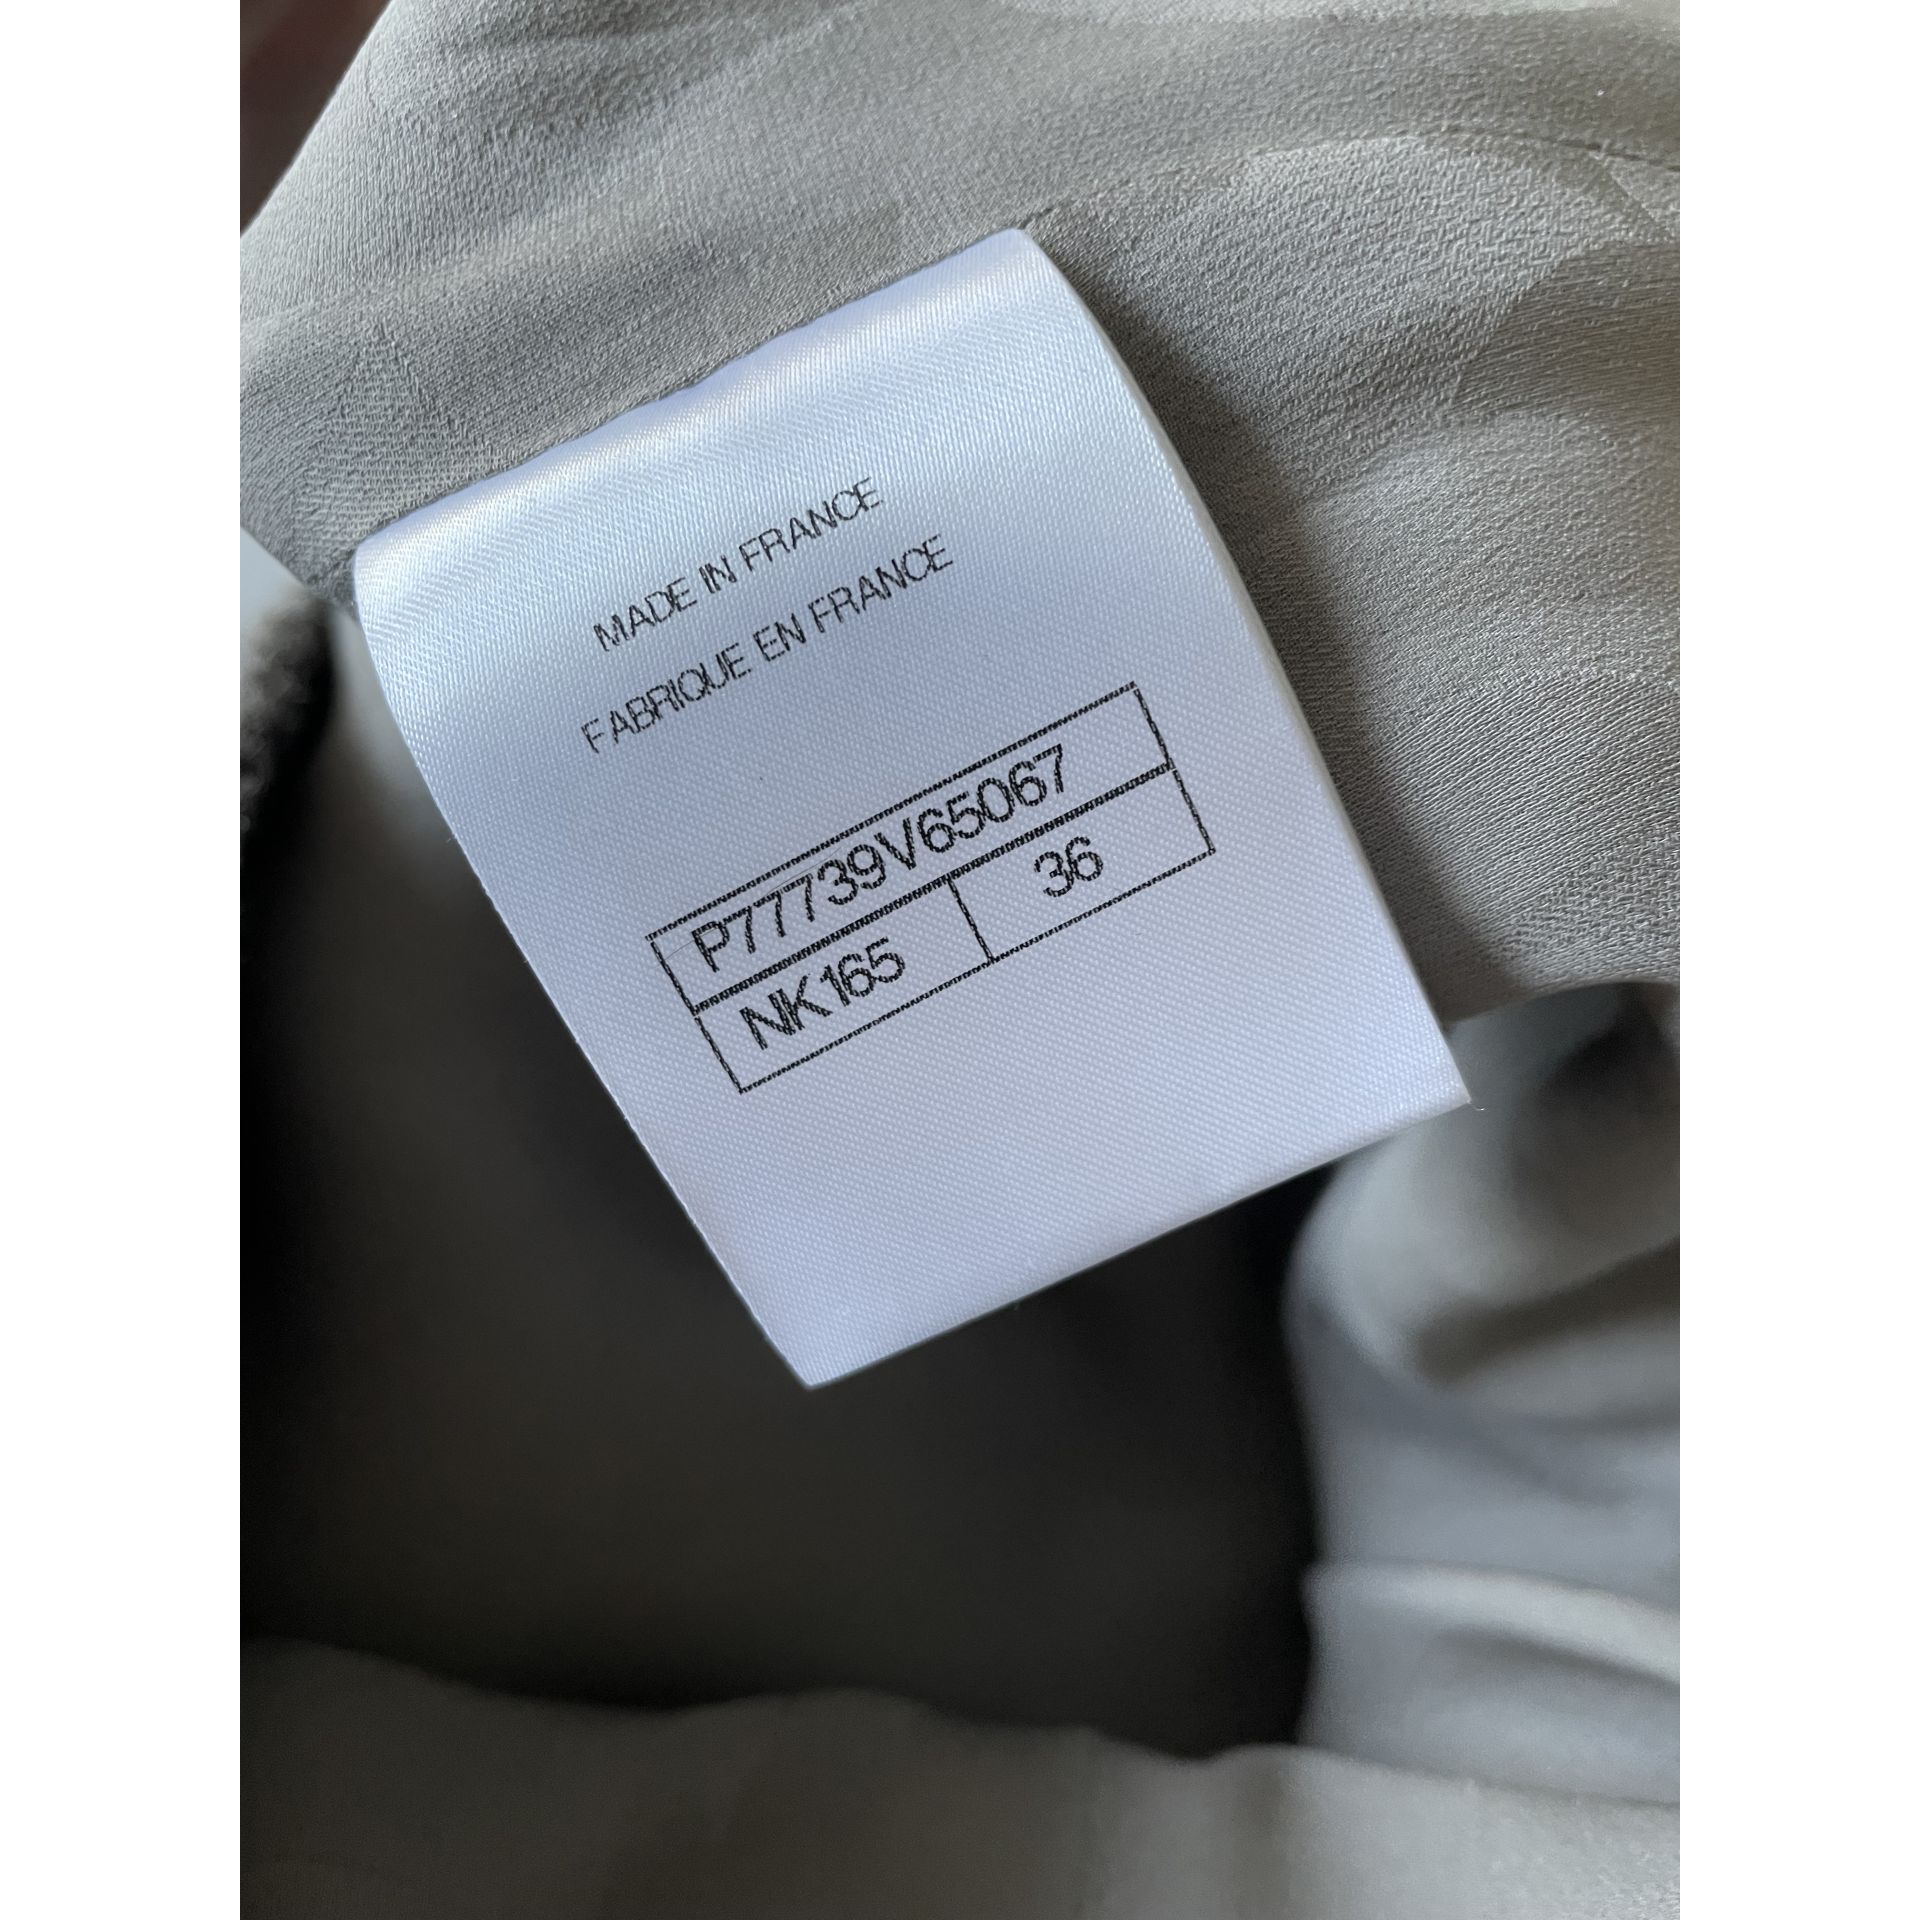 MADE IN FRANCE
FABRIQUE EN FRANCE
P77739V65067
NK165 36